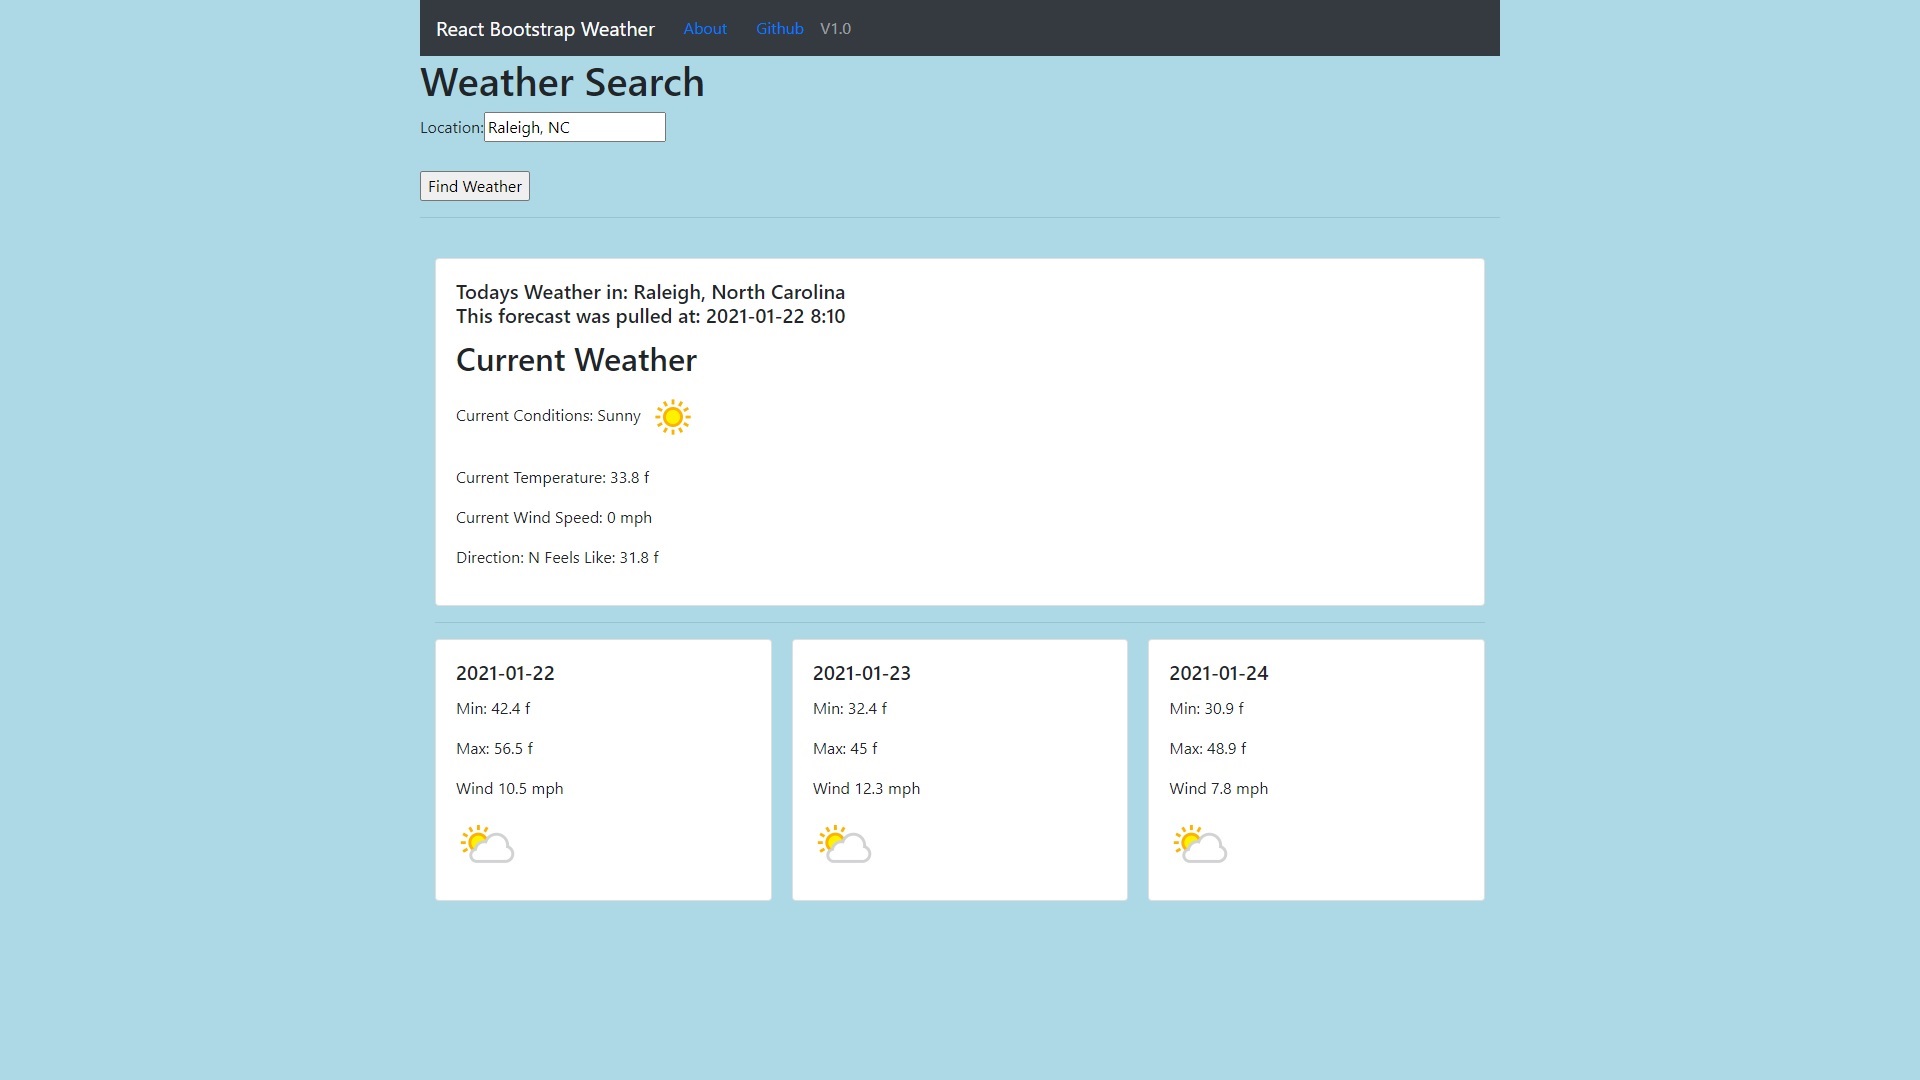 React Bootstrap Weather About Github V1.0
Weather Search
Location: Raleigh, NC
Find Weather
Todays Weather in: Raleigh, North Carolina
This forecast was pulled at: 2021-01-22 8:10
Current Weather
Current Conditions: Sunny
Current Temperature: 33.8 f
Current Wind Speed: 0 mph
Direction: N Feels Like: 31.8 f
2021-01-22
Min: 42.4 f
Max: 56.5 f
Wind 10.5 mph
2021-01-23
Min: 32.4 f
Max: 45 f
Wind 12.3 mph
2021-01-24
Min: 30.9 f
Max: 48.9 f
Wind 7.8 mph